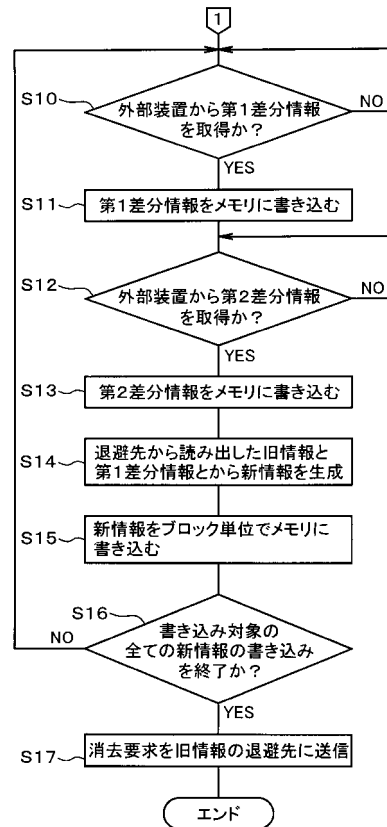 1
S10
外部装置から第1差分情報
を取得か?
NO
YES
S11
第1差分情報をメモリに書き込む
S12
外部装置から第2差分情報
を取得か?
NO
YES
S13
第2差分情報をメモリに書き込む
S14
退避先から読み出した旧情報と
第1差分情報とから新情報を生成
S15
新情報をブロック単位でメモリに
書き込む
S16
NO
書き込み対象の
全ての新情報の書き込み
を終了か?
YES
S17
消去要求を旧情報の退避先に送信
エンド